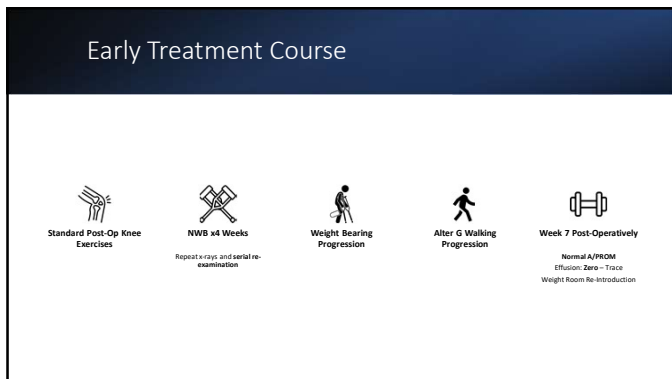 Early Treatment Course
Standard Post-Op Knee
Exercises
NWB x4 Weeks
Repeat x-rays and serial re-
examination
Weight Bearing
Progression
Alter G Walking
Progression
Week 7 Post-Operatively
Normal A/PROM
Effusion: Zero – Trace
Weight Room Re-Introduction